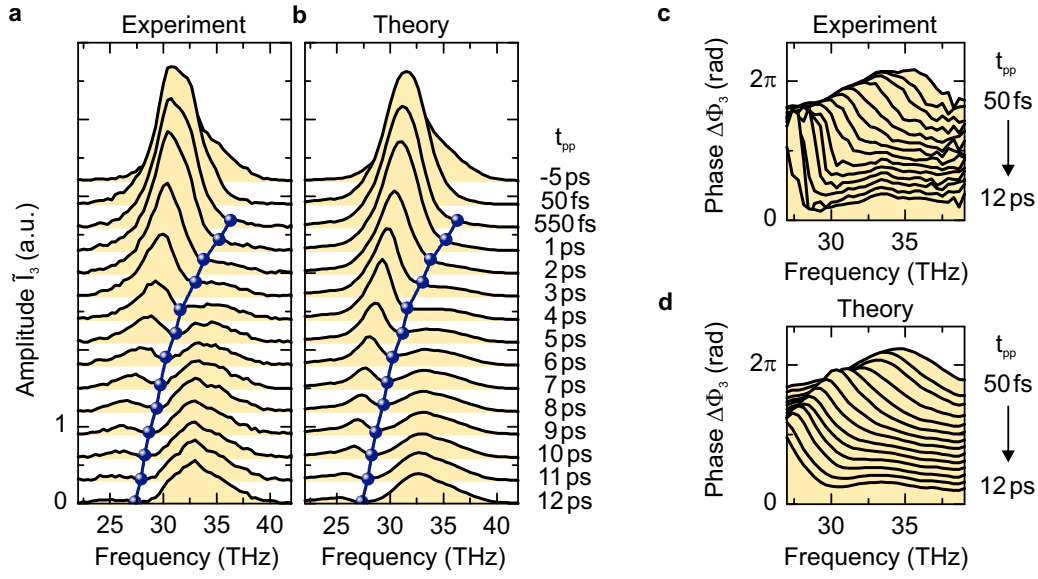 a
Experiment
Amplitude Ĩ₃ (a.u.)
1
0
25 30 35 40
Frequency (THz)
b
Theory
25 30 35 40
Frequency (THz)
tpp
-5 ps
50 fs
550 fs
1 ps
2 ps
3 ps
4 ps
5 ps
6 ps
7 ps
8 ps
9 ps
10 ps
11 ps
12 ps
c
Experiment
Phase ΔΦ₃ (rad)
2π
0
30 35
Frequency (THz)
tpp
50 fs
12 ps
d
Theory
Phase ΔΦ₃ (rad)
2π
0
30 35
Frequency (THz)
tpp
50 fs
12 ps